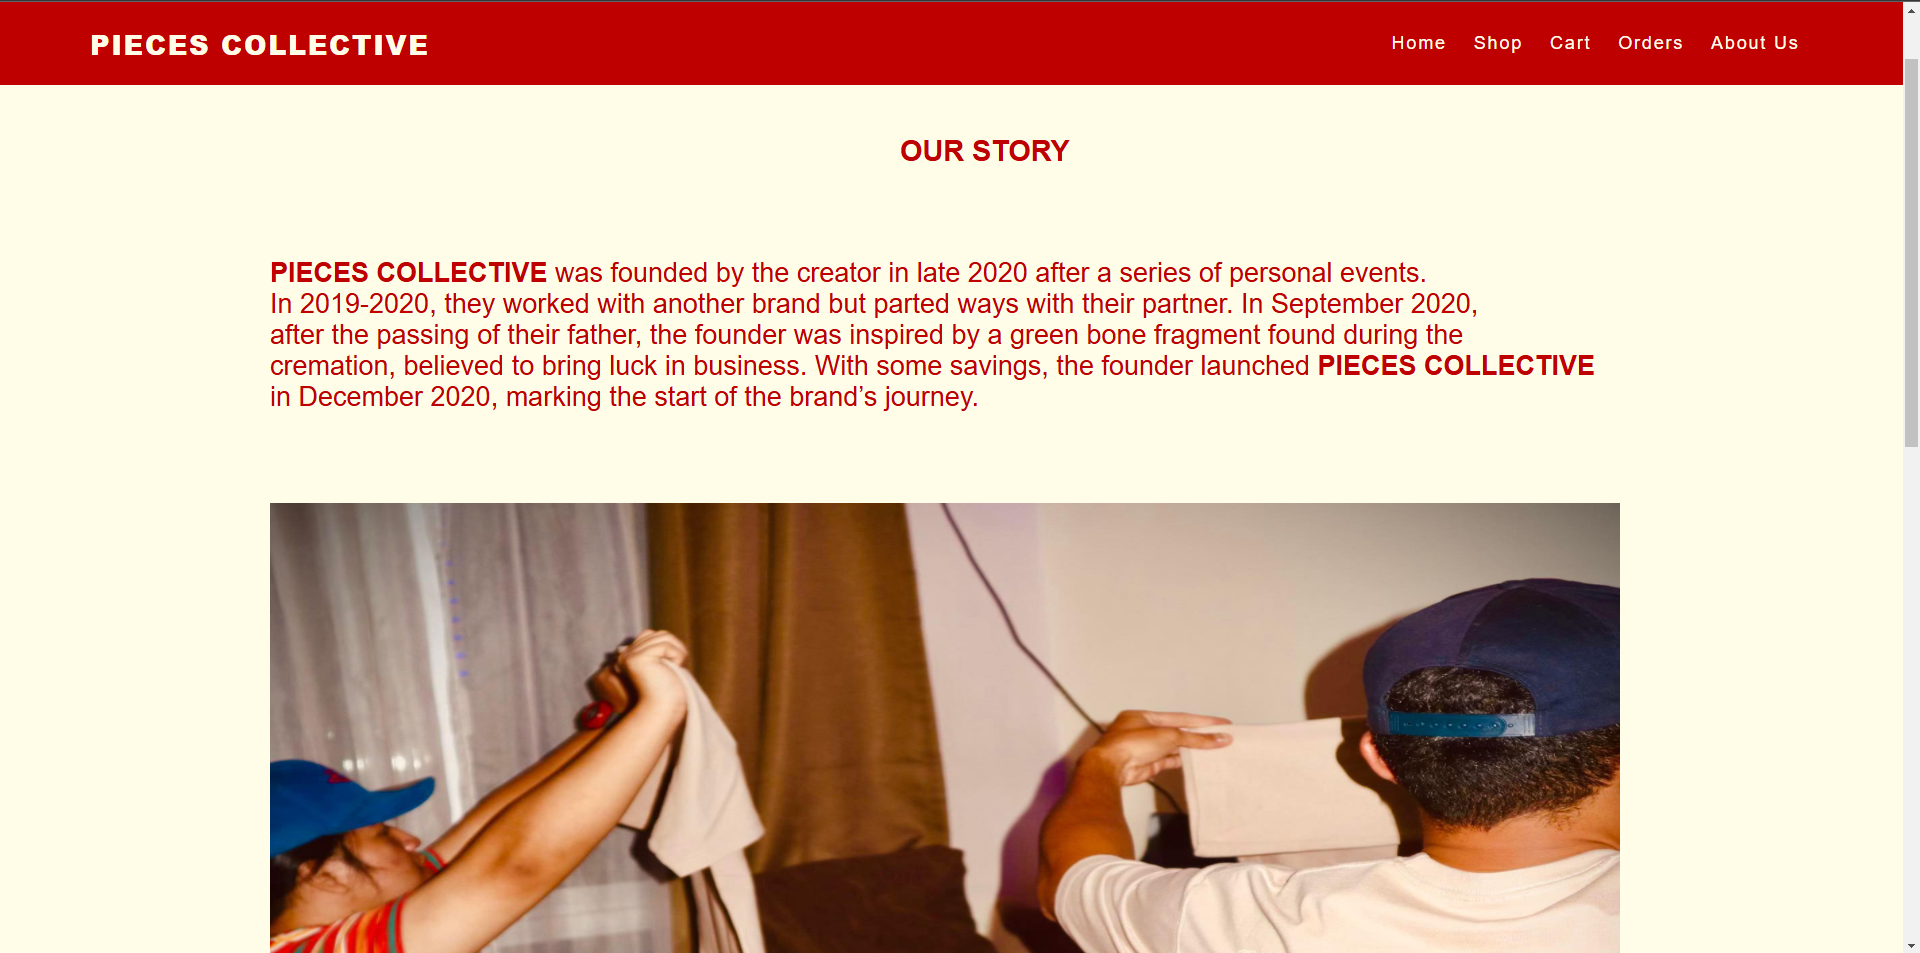 PIECES COLLECTIVE
Home Shop Cart Orders About Us
OUR STORY
PIECES COLLECTIVE was founded by the creator in late 2020 after a series of personal events.
In 2019-2020, they worked with another brand but parted ways with their partner. In September 2020,
after the passing of their father, the founder was inspired by a green bone fragment found during the
cremation, believed to bring luck in business. With some savings, the founder launched PIECES COLLECTIVE
in December 2020, marking the start of the brand’s journey.